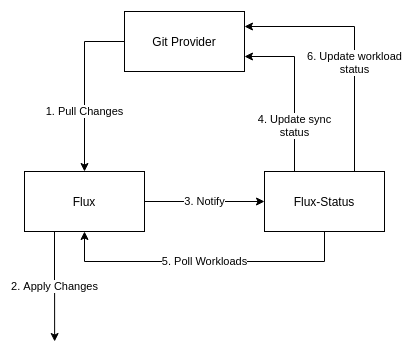 Git Provider
6. Update workload
status
1. Pull Changes
4. Update sync
status
Flux
3. Notify
Flux-Status
5. Poll Workloads
2. Apply Changes